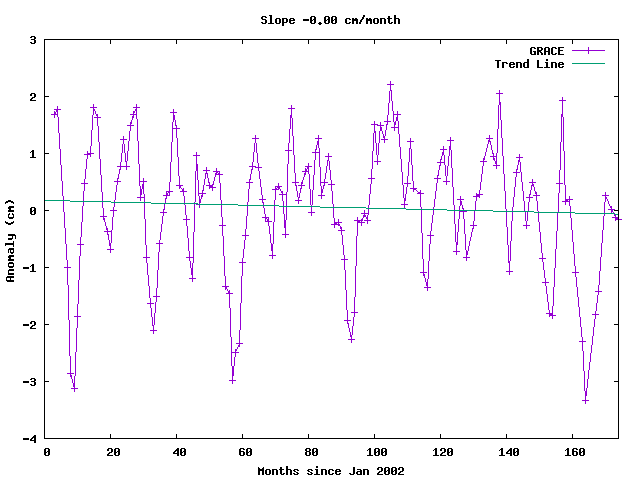 Slope -0.00 cm/month
GRACE
Trend Line
3
2
1
0
-1
-2
-3
-4
Anomaly (cm)
0 20 40 60 80 100 120 140 160
Months since Jan 2002